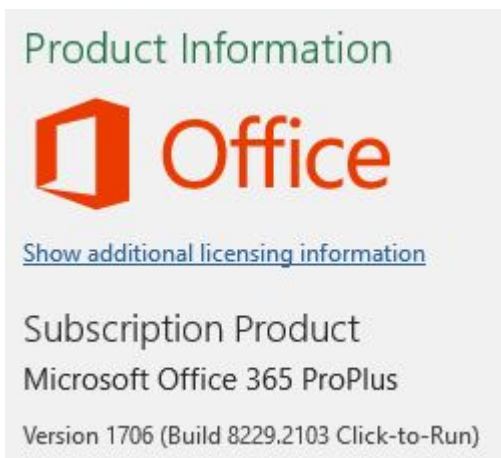 Product Information
Office
Show additional licensing information
Subscription Product
Microsoft Office 365 ProPlus
Version 1706 (Build 8229.2103 Click-to-Run)